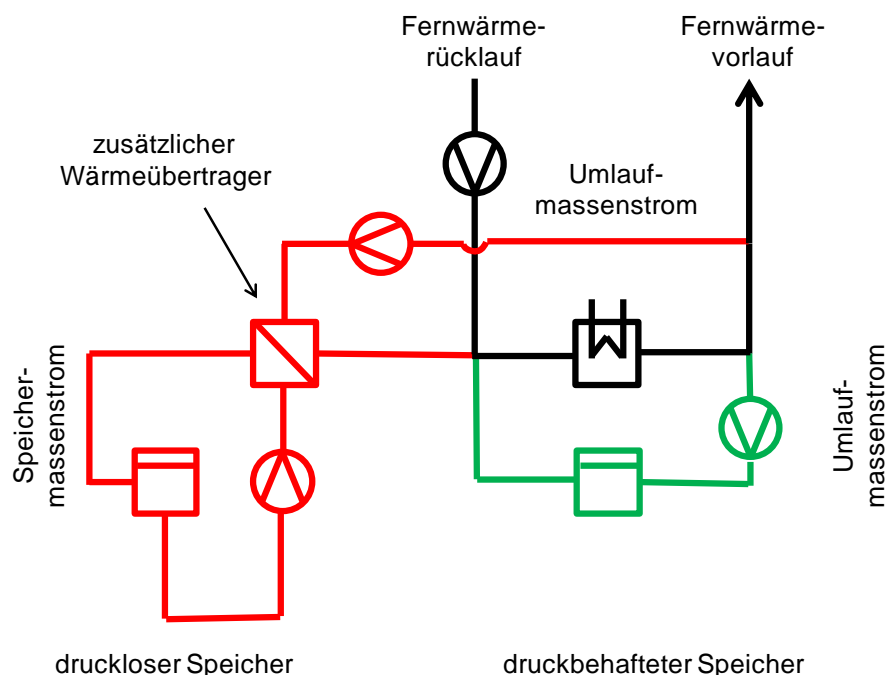 Fernwärme-
rücklauf
Fernwärme-
vorlauf
zusätzlicher
Wärmeübertrager
Umlauf-
massenstrom
Speicher-
massenstrom
Umlauf-
massenstrom
druckloser Speicher
druckbehafteter Speicher